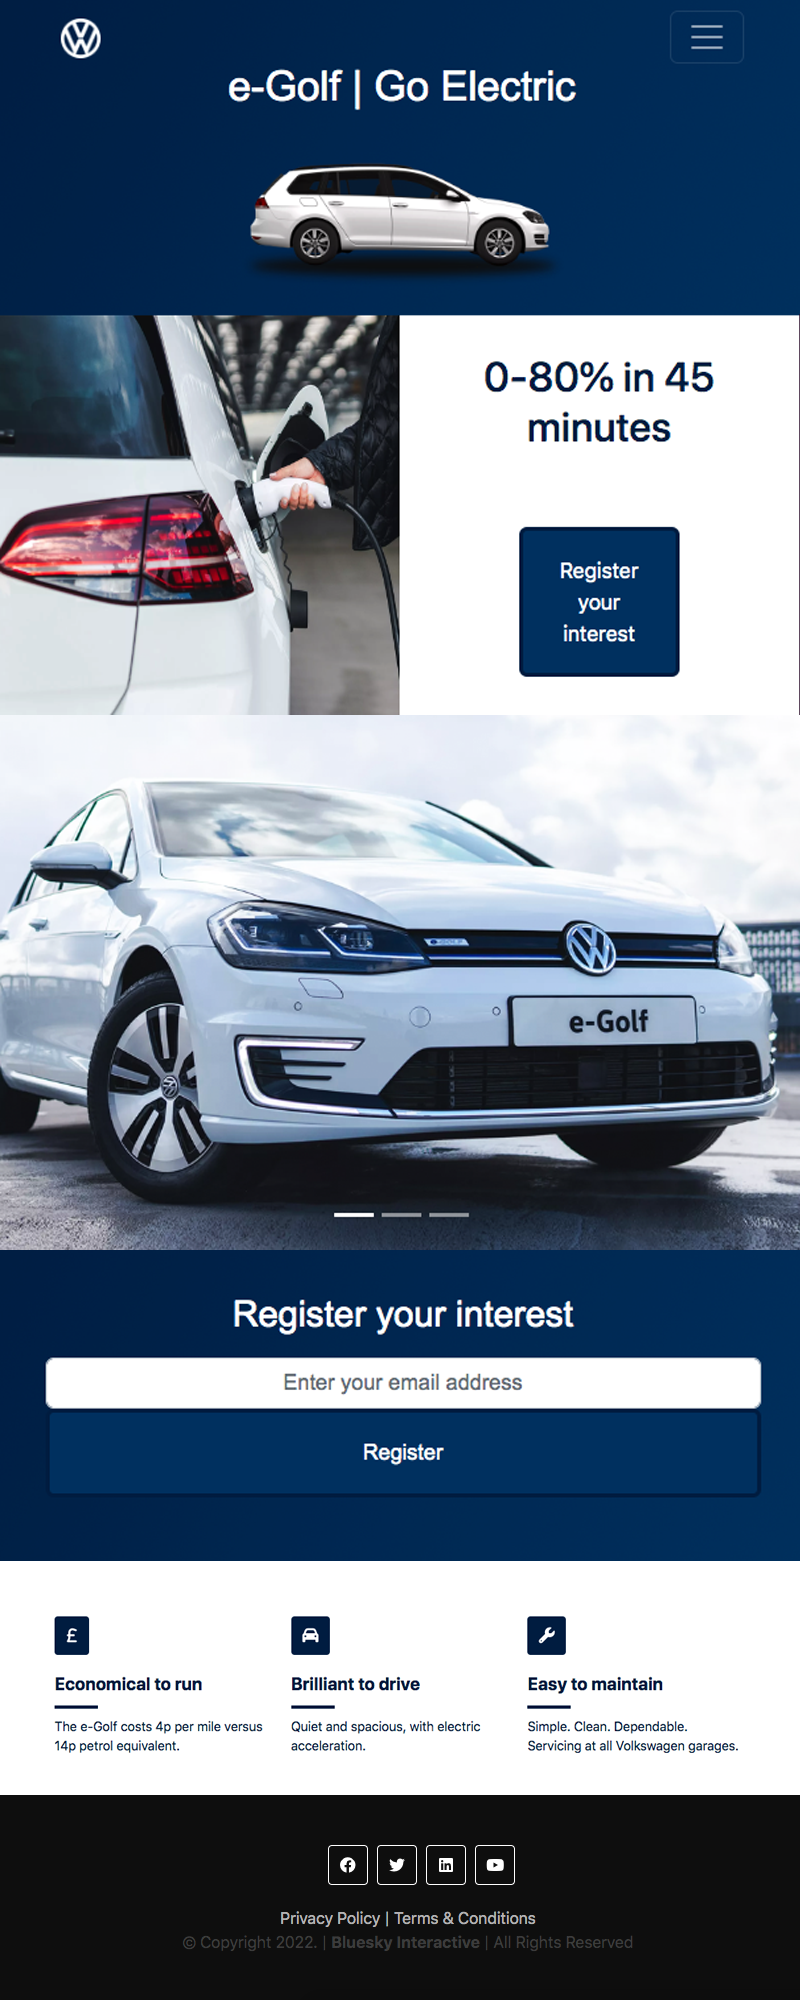 e-Golf | Go Electric
0-80% in 45
minutes
Register
your
interest
e-Golf
Register your interest
Enter your email address
Register
£
Economical to run
The e-Golf costs 4p per mile versus
14p petrol equivalent.
Brilliant to drive
Quiet and spacious, with electric
acceleration.
Easy to maintain
Simple. Clean. Dependable.
Servicing at all Volkswagen garages.
Privacy Policy | Terms & Conditions
© Copyright 2022. | Bluesky Interactive | All Rights Reserved